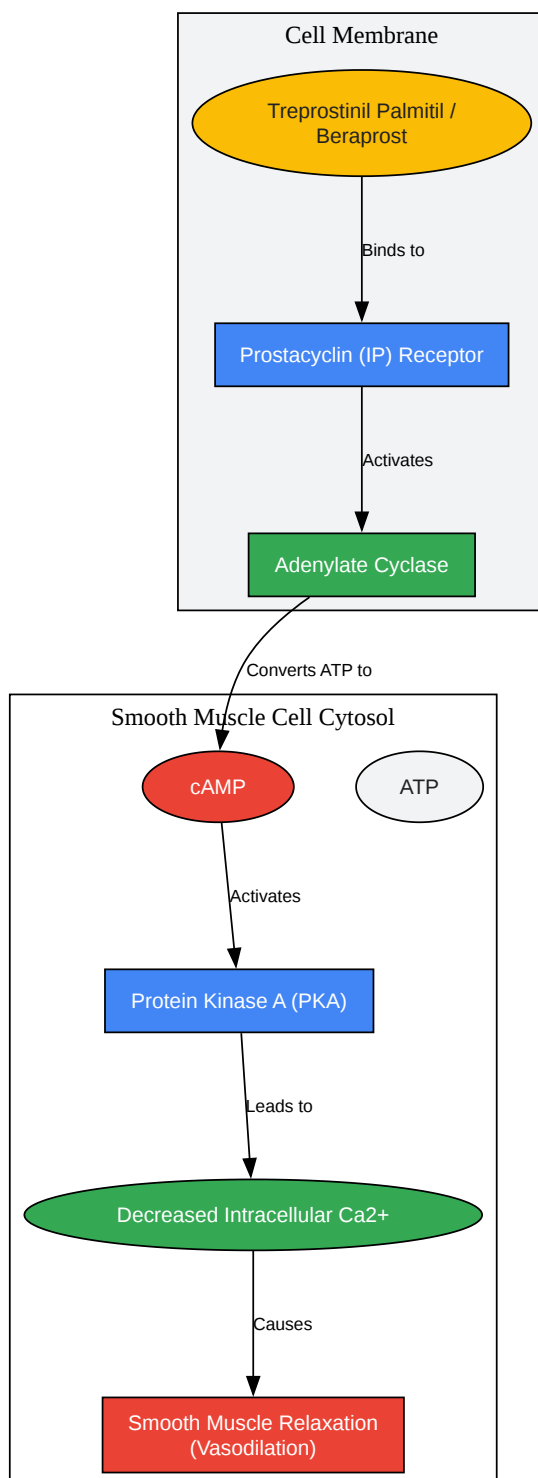 Cell Membrane
Treprostinil Palmitil /
Beraprost
Binds to
Prostacyclin (IP) Receptor
Activates
Adenylate Cyclase
Converts ATP to
Smooth Muscle Cell Cytosol
cAMP
ATP
Activates
Protein Kinase A (PKA)
Leads to
Decreased Intracellular Ca2+
Causes
Smooth Muscle Relaxation
(Vasodilation)